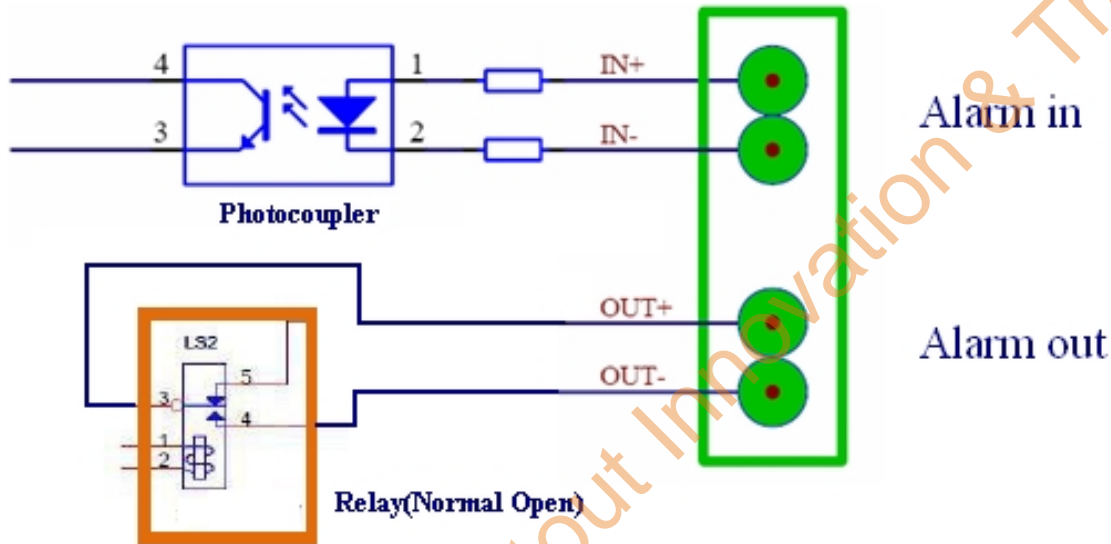 4
1
IN+
3
2
IN-
Alarm in
Photocoupler
OUT+
Alarm out
LS2
5
OUT-
3
4
1
2
Relay(Normal Open)
out Innovation & Th